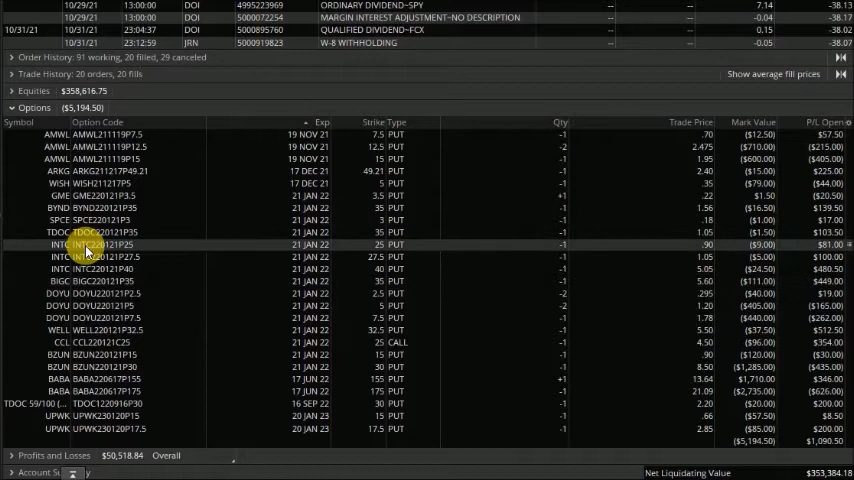 10/29/21 13:00:00 DOI 4995223969 ORDINARY DIVIDEND~SPY -- -- 7.14 -38.13
10/29/21 13:00:00 DOI 5000072254 MARGIN INTEREST ADJUSTMENT~NO DESCRIPTION -- -- -0.04 -38.17
10/31/21 10/31/21 23:04:37 DOI 5000895760 QUALIFIED DIVIDEND~FCX -- -- 0.15 -38.02
10/31/21 23:12:59 JRN 5000919823 W-8 WITHHOLDING -- -- -0.05 -38.07
Order History: 91 working, 20 filled, 29 canceled
Trade History: 20 orders, 20 fills Show average fill prices
Equities $358,616.75
Options ($5,194.50)
Symbol Option Code Exp. Strike Type Qty Trade Price Mark Value P/L Open
AMWL AMWL211119P7.5 19 NOV 21 7.5 PUT -1 .70 ($12.50) $57.50
AMWL AMWL211119P12.5 19 NOV 21 12.5 PUT -2 2.475 ($710.00) ($215.00)
AMWL AMWL211119P15 19 NOV 21 15 PUT -1 1.95 ($600.00) ($405.00)
ARKG ARKG211217P49.21 17 DEC 21 49.21 PUT -1 2.40 ($15.00) $225.00
WISH WISH211217P5 17 DEC 21 5 PUT -1 .35 ($79.00) ($44.00)
GME GME220121P3.5 21 JAN 22 3.5 PUT +1 .22 $1.50 ($20.50)
BYND BYND220121P35 21 JAN 22 35 PUT -1 1.56 ($16.50) $139.50
SPCE SPCE220121P3 21 JAN 22 3 PUT -1 .18 ($1.00) $17.00
TDOC TDOC220121P35 21 JAN 22 35 PUT -1 1.05 ($1.50) $103.50
INTC INTC220121P25 21 JAN 22 25 PUT -1 .90 ($9.00) $81.00
INTC INTC220121P27.5 21 JAN 22 27.5 PUT -1 1.05 ($5.00) $100.00
INTC INTC220121P40 21 JAN 22 40 PUT -1 5.05 ($24.50) $480.50
BIGC BIGC220121P35 21 JAN 22 35 PUT -1 5.60 ($111.00) $449.00
DOYU DOYU220121P2.5 21 JAN 22 2.5 PUT -2 .295 ($40.00) $19.00
DOYU DOYU220121P5 21 JAN 22 5 PUT -2 1.20 ($405.00) ($165.00)
DOYU DOYU220121P7.5 21 JAN 22 7.5 PUT -1 1.78 ($440.00) ($262.00)
WELL WELL220121P32.5 21 JAN 22 32.5 PUT -1 5.50 ($37.50) $512.50
CCL CCL220121C25 21 JAN 22 25 CALL -1 4.50 ($96.00) $354.00
BZUN BZUN220121P15 21 JAN 22 15 PUT -1 .90 ($120.00) ($30.00)
BZUN BZUN220121P30 21 JAN 22 30 PUT -1 8.50 ($1,285.00) ($435.00)
BABA BABA220617P155 17 JUN 22 155 PUT +1 13.64 $1,710.00 $346.00
BABA BABA220617P175 17 JUN 22 175 PUT -1 21.09 ($2,735.00) ($626.00)
TDOC 59/100 (... TDOC1220916P30 16 SEP 22 30 PUT -1 2.20 ($20.00) $200.00
UPWK UPWK230120P15 20 JAN 23 15 PUT -1 .66 ($57.50) $8.50
UPWK UPWK230120P17.5 20 JAN 23 17.5 PUT -1 2.85 ($85.00) $200.00
($5,194.50) $1,090.50
Profits and Losses $50,518.84 Overall
Account Net Liquidating Value $353,384.18